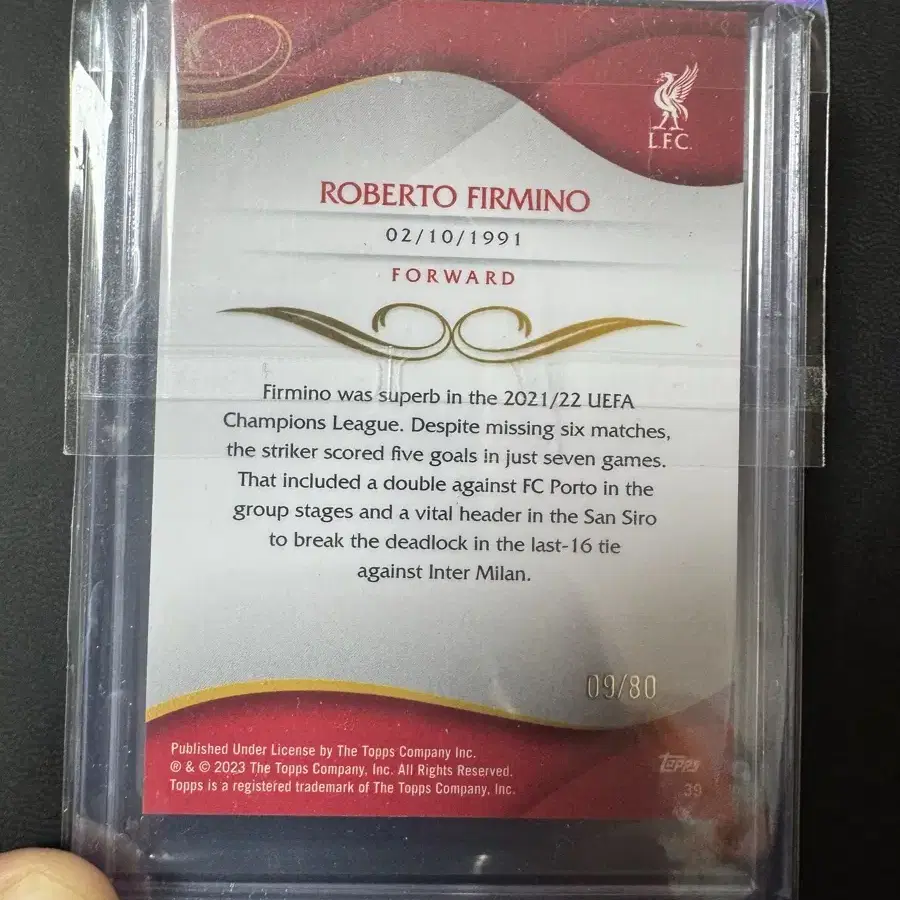 L.F.C.
ROBERTO FIRMINO
02/10/1991
FORWARD
Firmino was superb in the 2021/22 UEFA
Champions League. Despite missing six matches,
the striker scored five goals in just seven games.
That included a double against FC Porto in the
group stages and a vital header in the San Siro
to break the deadlock in the last-16 tie
against Inter Milan.
09/80
Published Under License by The Topps Company Inc.
® & © 2023 The Topps Company, Inc. All Rights Reserved.
Topps is a registered trademark of The Topps Company, Inc.
Topps
39